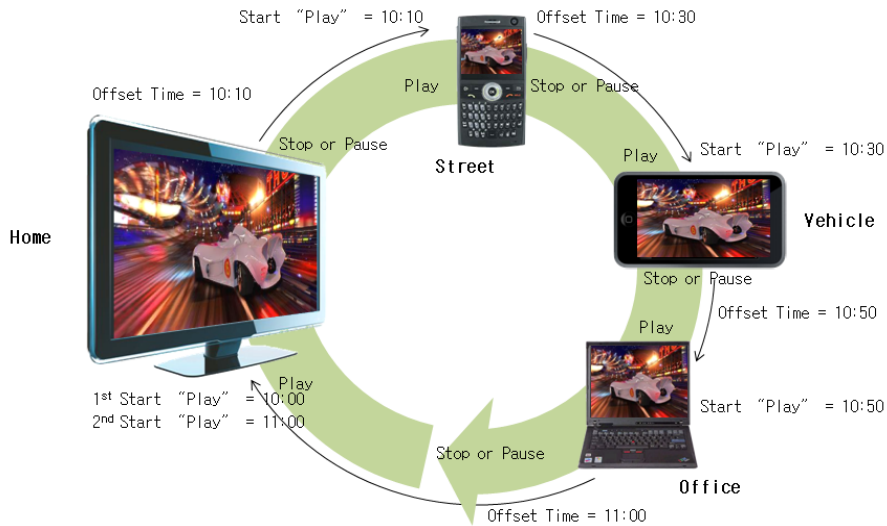 Start “Play” = 10:10
Offset Time = 10:30
Play
Stop or Pause
Offset Time = 10:10
Stop or Pause
Street
Play
Start “Play” = 10:30
Home
Vehicle
Stop or Pause
Offset Time = 10:50
Play
Play
1st Start “Play” = 10:00
2nd Start “Play” = 11:00
Start “Play” = 10:50
Stop or Pause
Office
Offset Time = 11:00